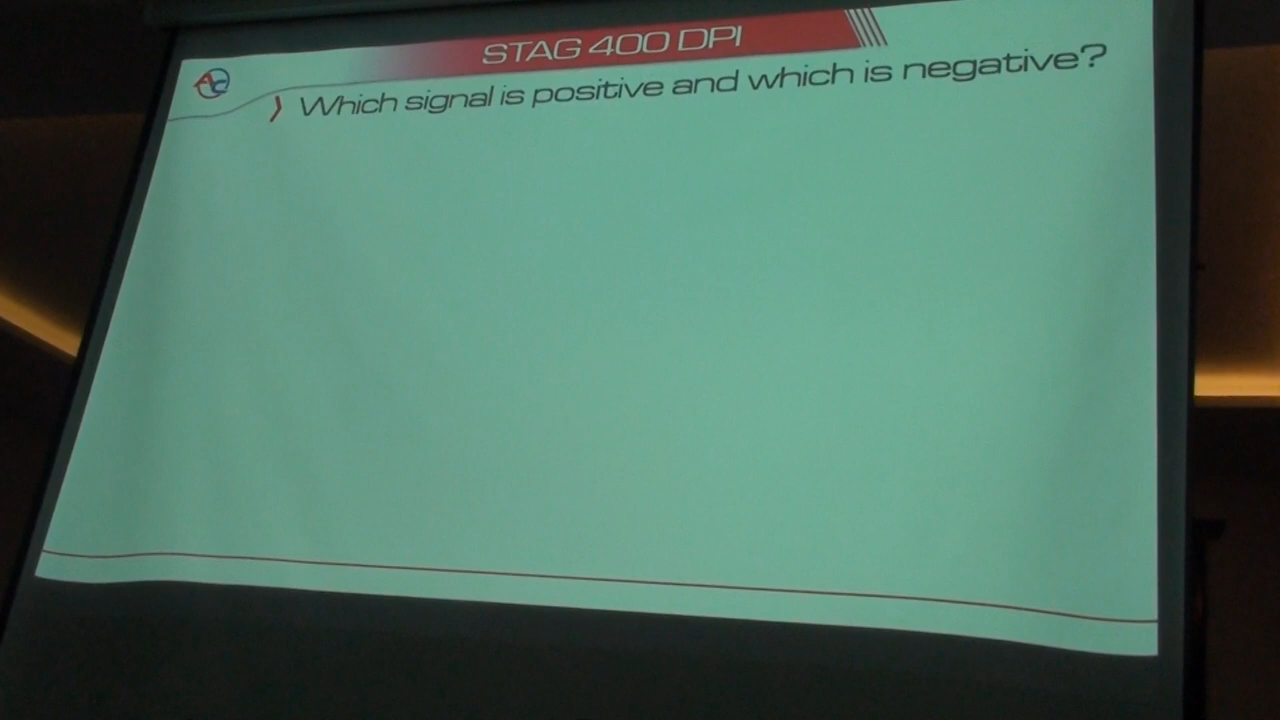 STAG 400 DPI
Which signal is positive and which is negative?